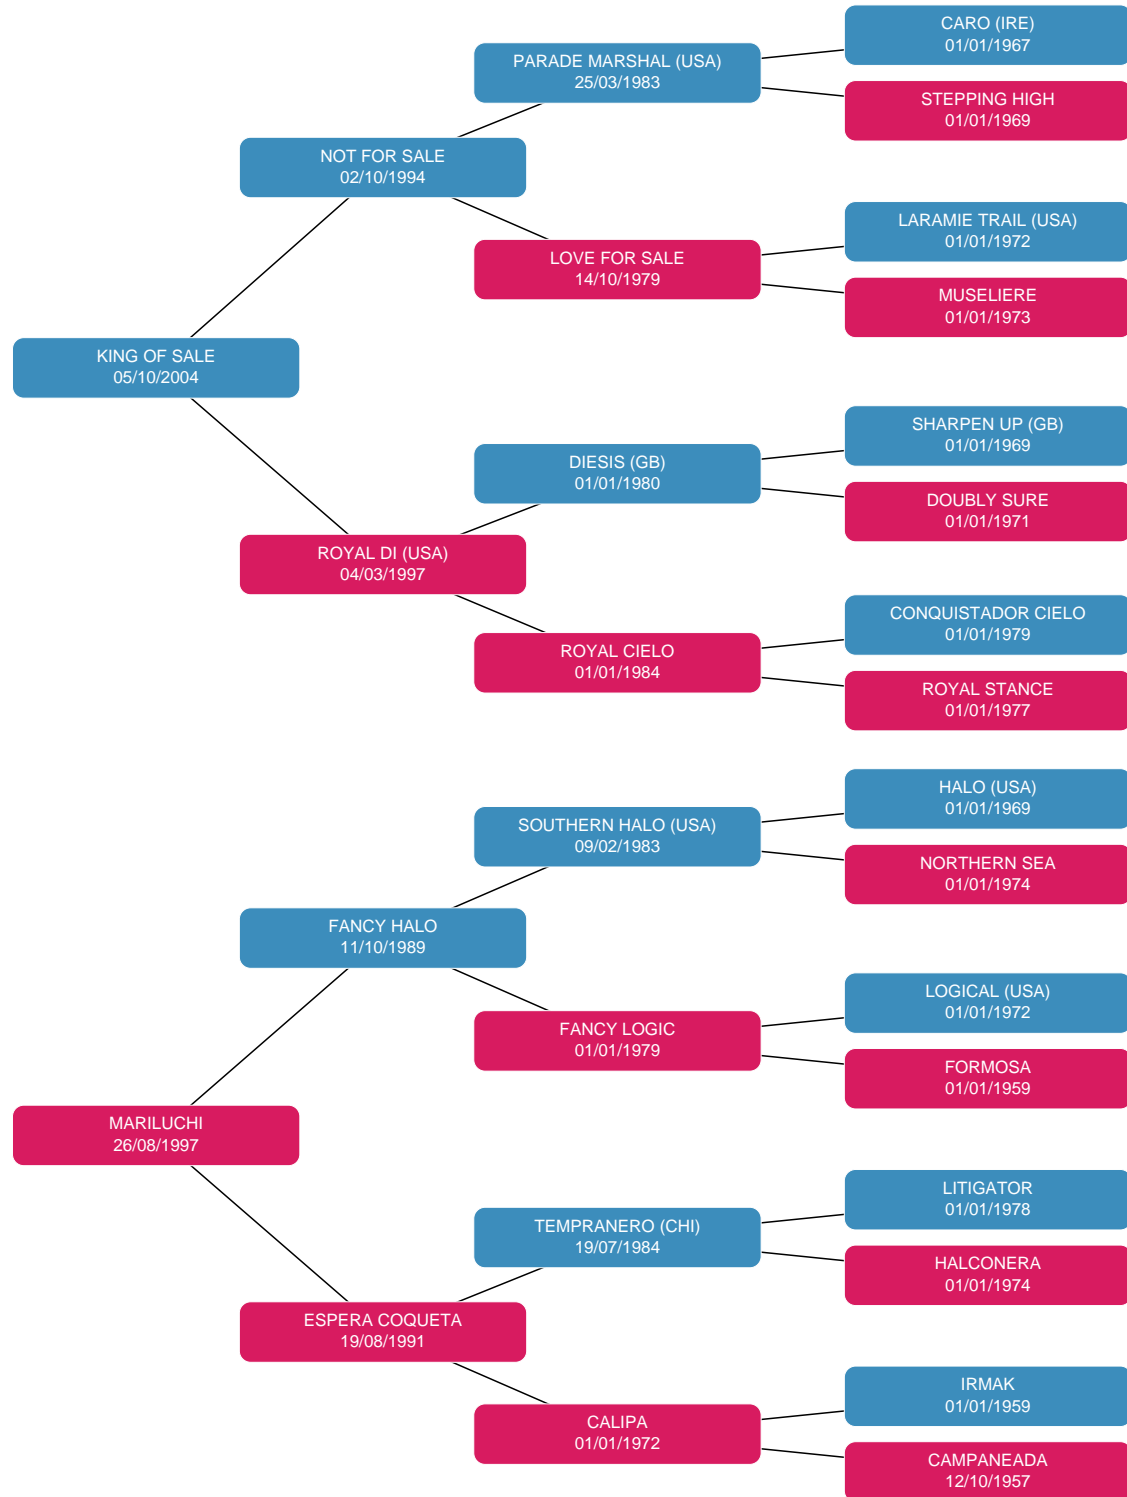 CARO (IRE)
01/01/1967
PARADE MARSHAL (USA)
25/03/1983
STEPPING HIGH
01/01/1969
NOT FOR SALE
02/10/1994
LARAMIE TRAIL (USA)
01/01/1972
LOVE FOR SALE
14/10/1979
MUSELIERE
01/01/1973
KING OF SALE
05/10/2004
SHARPEN UP (GB)
01/01/1969
DIESIS (GB)
01/01/1980
DOUBLY SURE
01/01/1971
ROYAL DI (USA)
04/03/1997
CONQUISTADOR CIELO
01/01/1979
ROYAL CIELO
01/01/1984
ROYAL STANCE
01/01/1977
HALO (USA)
01/01/1969
SOUTHERN HALO (USA)
09/02/1983
NORTHERN SEA
01/01/1974
FANCY HALO
11/10/1989
LOGICAL (USA)
01/01/1972
FANCY LOGIC
01/01/1979
FORMOSA
01/01/1959
MARILUCHI
26/08/1997
LITIGATOR
01/01/1978
TEMPRANERO (CHI)
19/07/1984
HALCONERA
01/01/1974
ESPERA COQUETA
19/08/1991
IRMAK
01/01/1959
CALIPA
01/01/1972
CAMPANEADA
12/10/1957